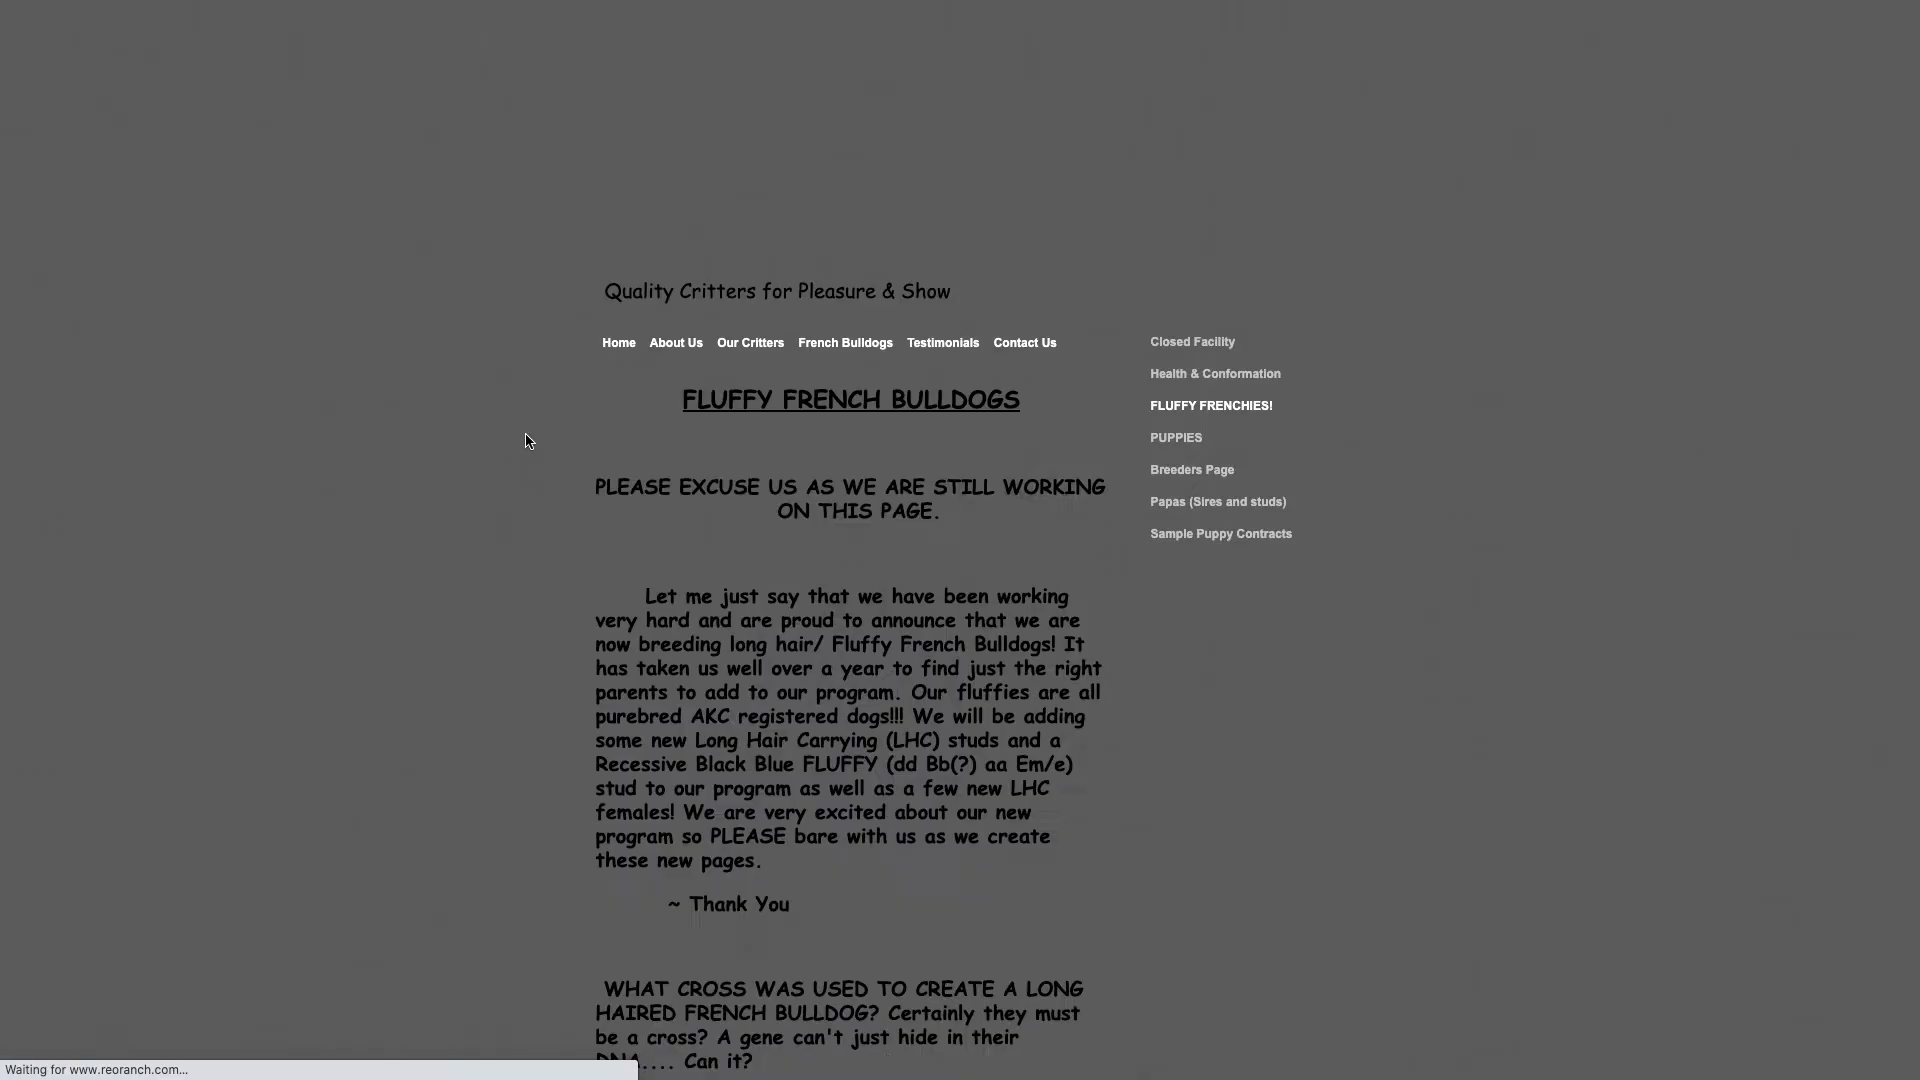 Quality Critters for Pleasure & Show
Home About Us Our Critters French Bulldogs Testimonials Contact Us
Closed Facility
Health & Conformation
FLUFFY FRENCHIES!
PUPPIES
Breeders Page
Papas (Sires and studs)
Sample Puppy Contracts
FLUFFY FRENCH BULLDOGS
PLEASE EXCUSE US AS WE ARE STILL WORKING
ON THIS PAGE.
Let me just say that we have been working
very hard and are proud to announce that we are
now breeding long hair/ Fluffy French Bulldogs! It
has taken us well over a year to find just the right
parents to add to our program. Our fluffies are all
purebred AKC registered dogs!!! We will be adding
some new Long Hair Carrying (LHC) studs and a
Recessive Black Blue FLUFFY (dd Bb(?) aa Em/e)
stud to our program as well as a few new LHC
females! We are very excited about our new
program so PLEASE bare with us as we create
these new pages.
~ Thank You
WHAT CROSS WAS USED TO CREATE A LONG
HAIRED FRENCH BULLDOG? Certainly they must
be a cross? A gene can't just hide in their
DNA.... Can it?
Waiting for www.reoranch.com...